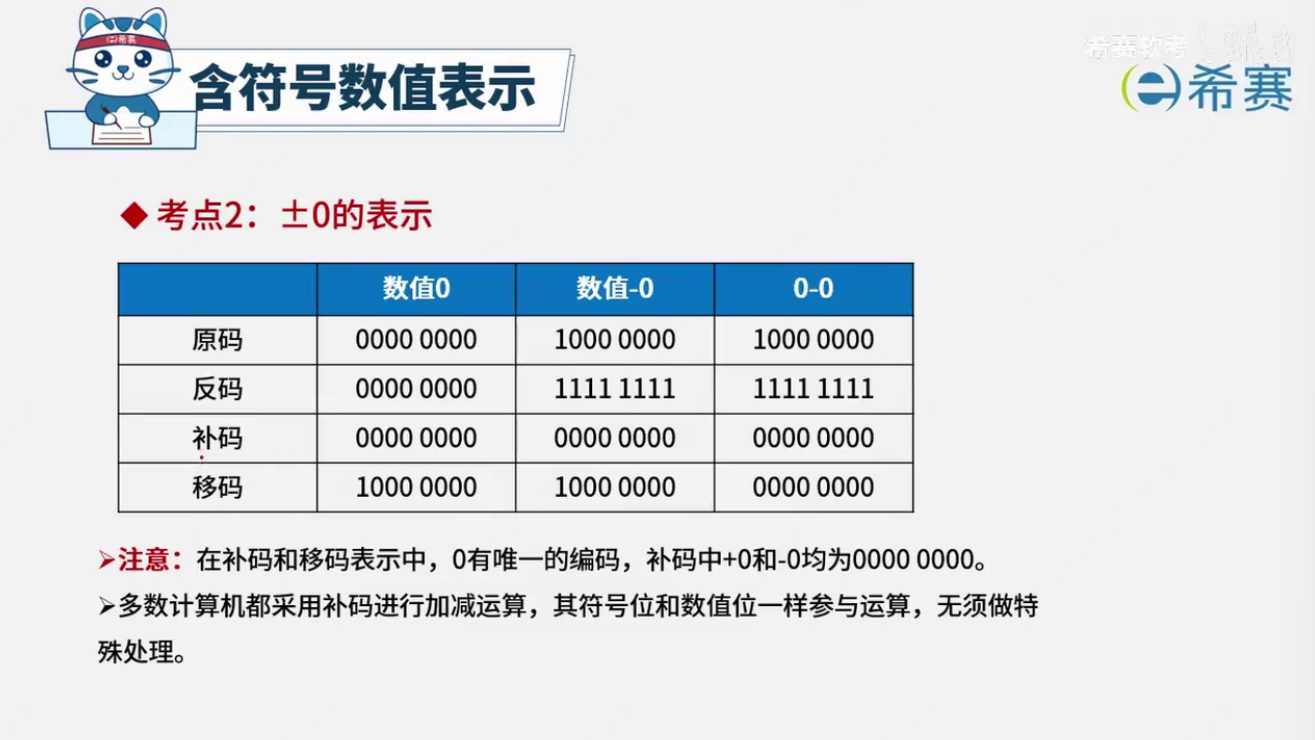 希赛
含符号数值表示
希赛软考
希赛
考点2：±0的表示
数值0 数值-0 0-0
原码 0000 0000 1000 0000 1000 0000
反码 0000 0000 1111 1111 1111 1111
补码 0000 0000 0000 0000 0000 0000
移码 1000 0000 1000 0000 0000 0000
➢注意：在补码和移码表示中，0有唯一的编码，补码中+0和-0均为0000 0000。
➢多数计算机都采用补码进行加减运算，其符号位和数值位一样参与运算，无须做特
殊处理。